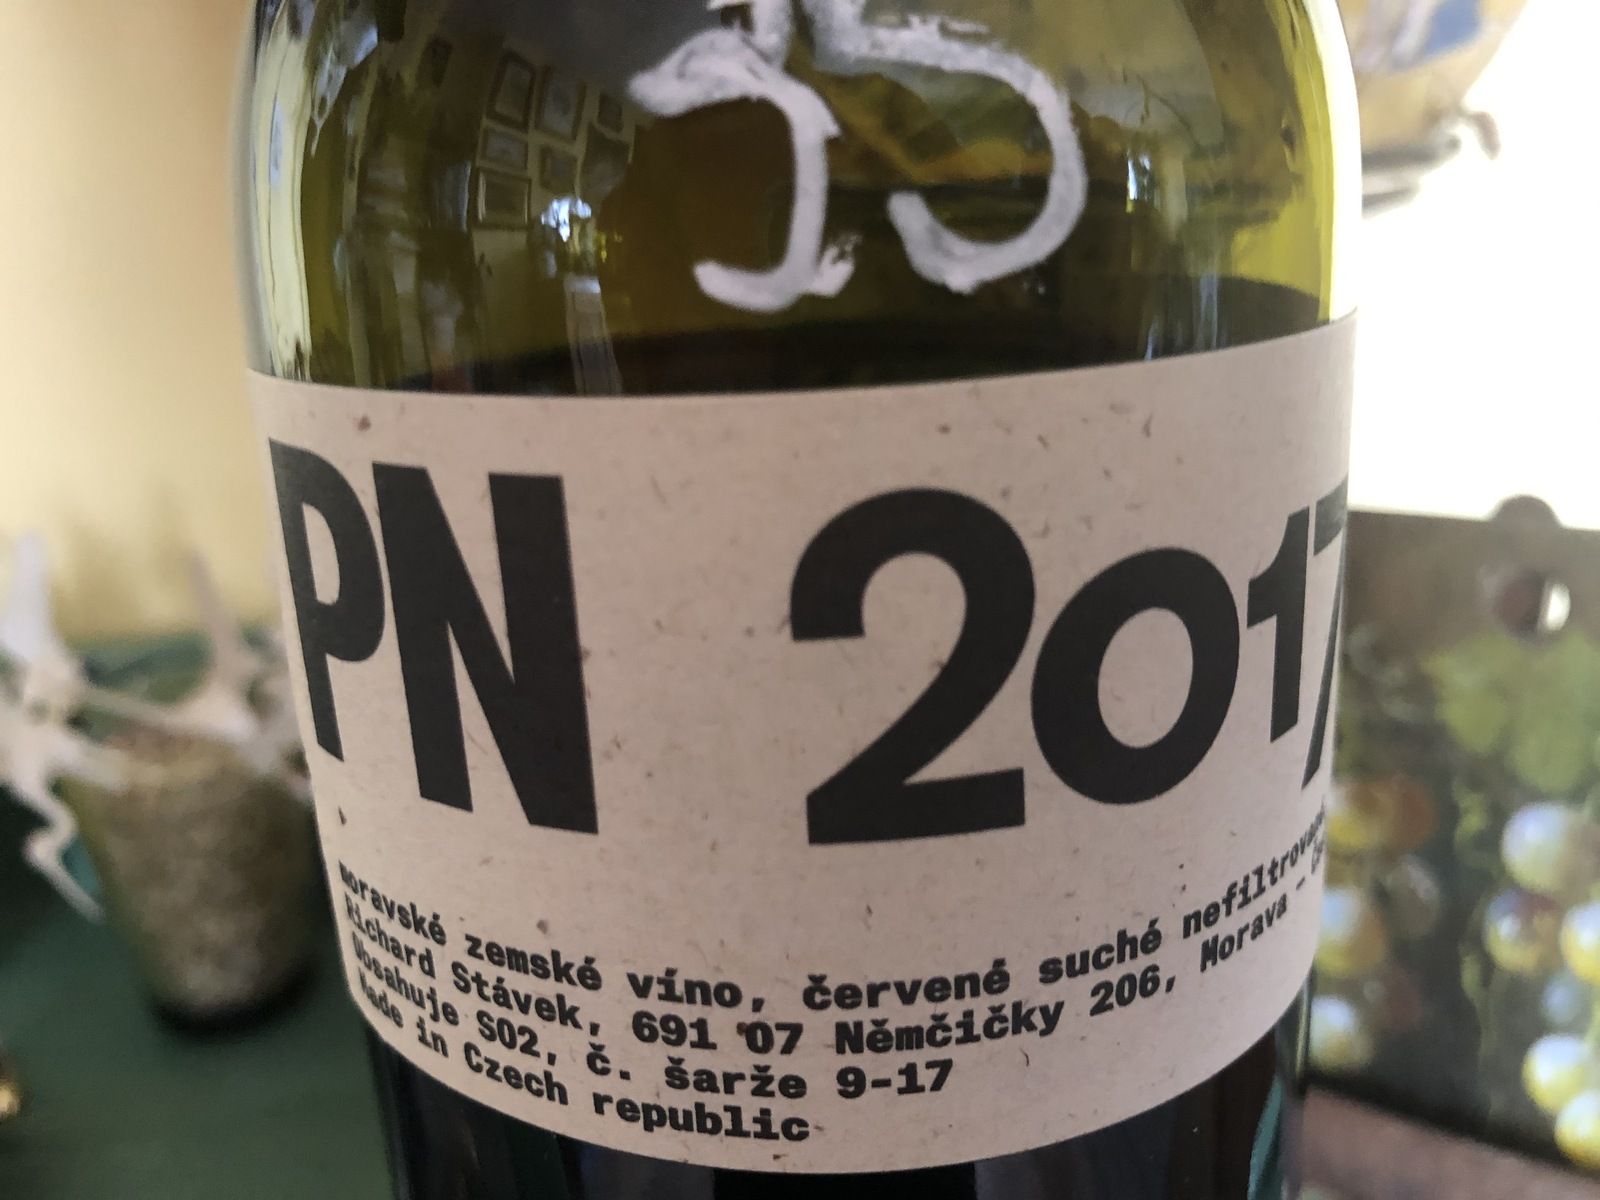 55
PN 2017
moravské zemské víno, červené suché nefiltrované
Richard Stávek, 691 07 Němčičky 206, Morava -
Obsahuje SO2, č. šarže 9-17
Made in Czech republic